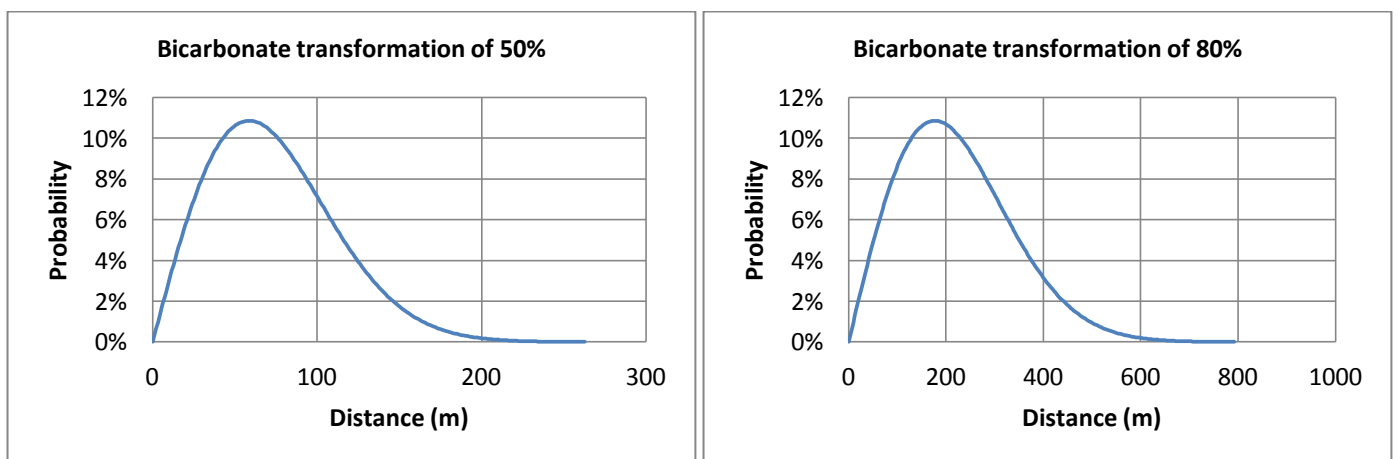 Bicarbonate transformation of 50%
12%
10%
8%
6%
4%
2%
0%
Probability
0 100 200 300
Distance (m)
Bicarbonate transformation of 80%
12%
10%
8%
6%
4%
2%
0%
Probability
0 200 400 600 800 1000
Distance (m)